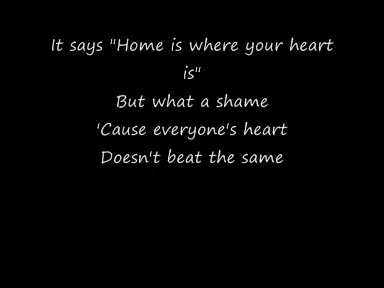 It says "Home is where your heart
is"
But what a shame
'Cause everyone's heart
Doesn't beat the same